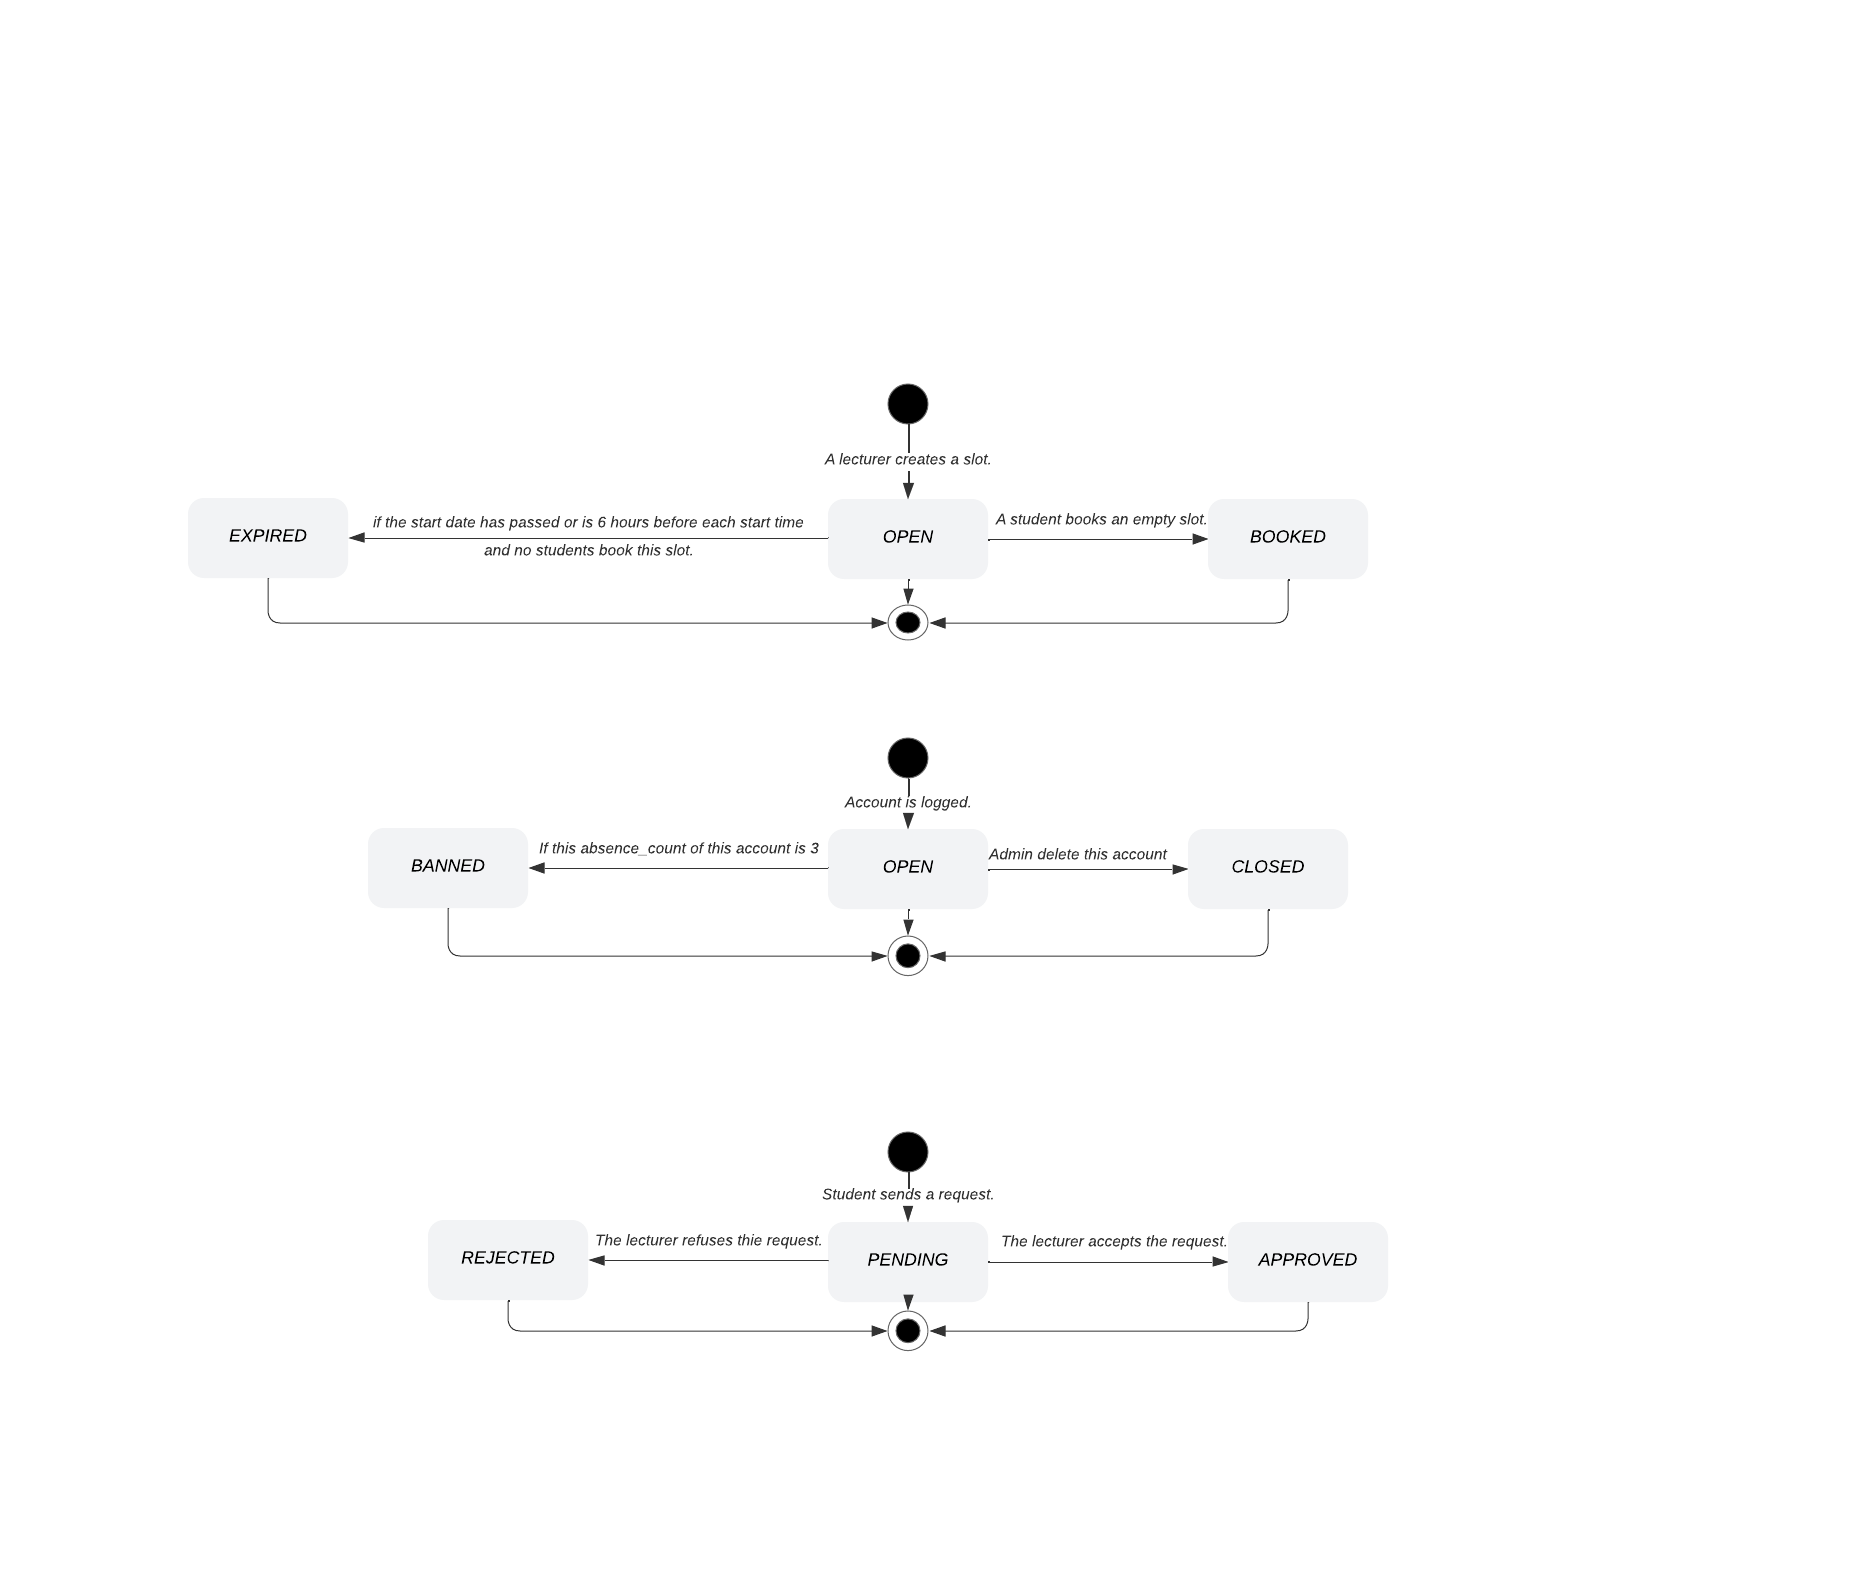 A lecturer creates a slot.
EXPIRED
if the start date has passed or is 6 hours before each start time
and no students book this slot.
OPEN
A student books an empty slot.
BOOKED
Account is logged.
BANNED
If this absence_count of this account is 3
OPEN
Admin delete this account
CLOSED
Student sends a request.
REJECTED
The lecturer refuses thie request.
PENDING
The lecturer accepts the request.
APPROVED